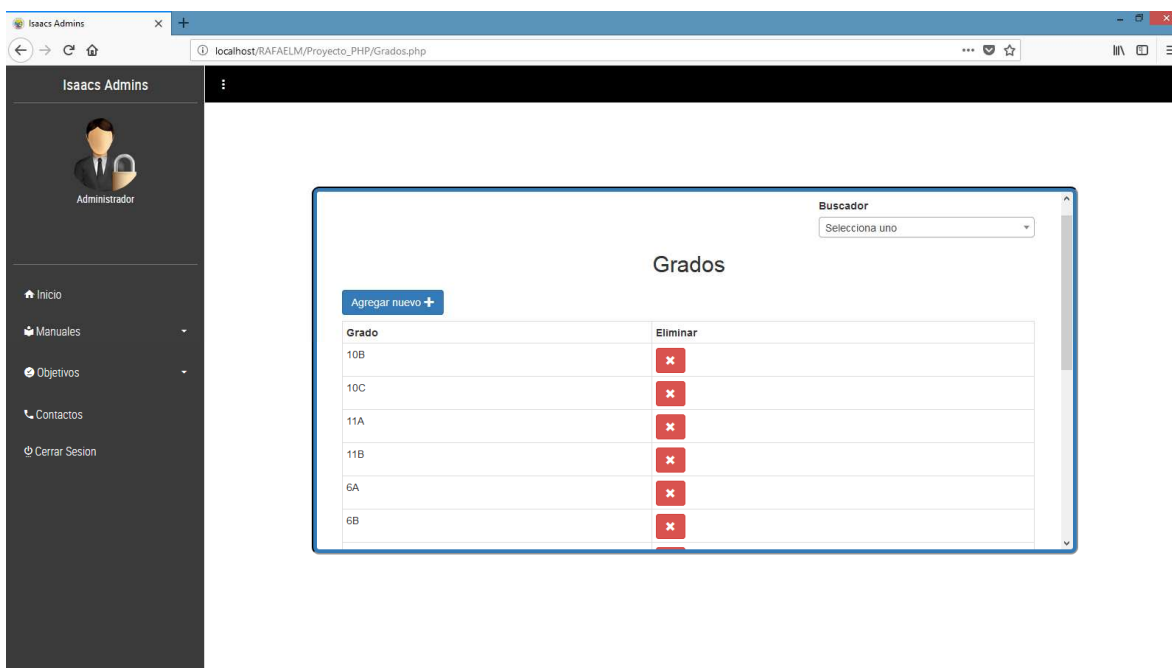 Isaacs Admins
localhost/RAFAELM/Proyecto_PHP/Grados.php
Isaacs Admins
Administrador
Inicio
Manuales
Objetivos
Contactos
Cerrar Sesion
Buscador
Selecciona uno
Grados
Agregar nuevo
Grado Eliminar
10B
10C
11A
11B
6A
6B